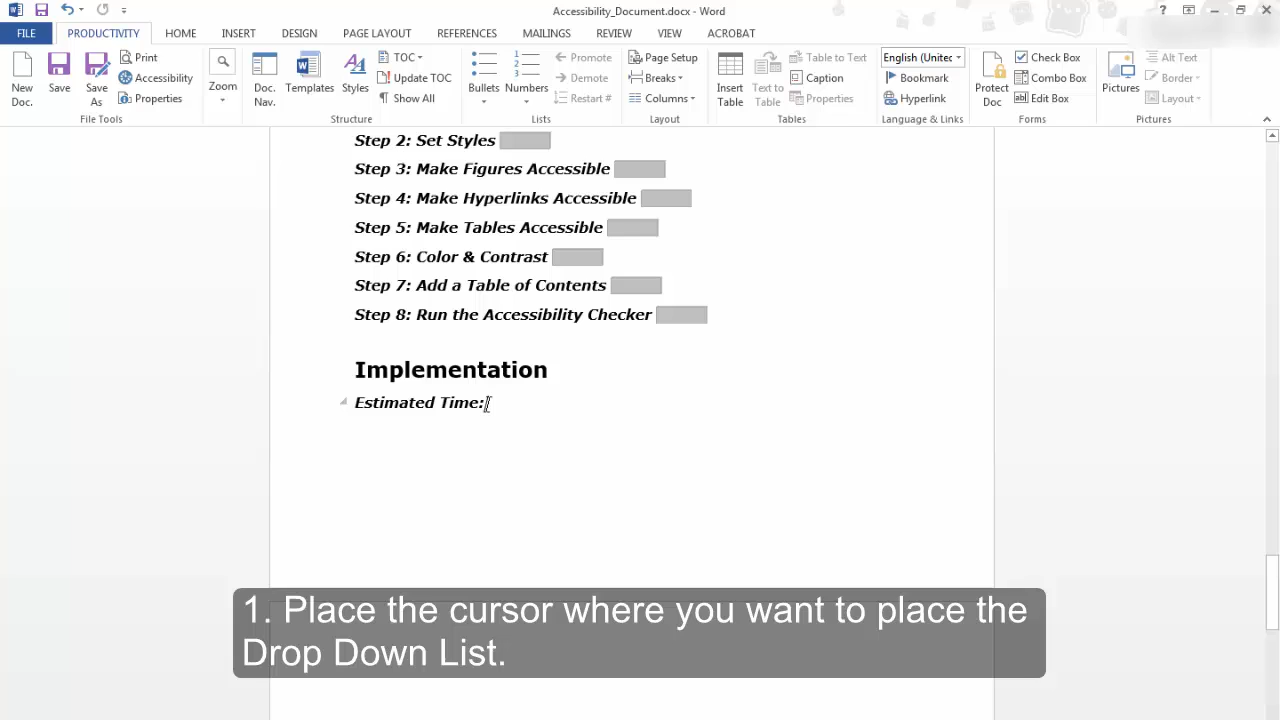 Accessibility_Document.docx - Word
FILE PRODUCTIVITY HOME INSERT DESIGN PAGE LAYOUT REFERENCES MAILINGS REVIEW VIEW ACROBAT
New Doc.
Save
Save As
Print
Accessibility
Properties
File Tools
Zoom
Doc. Nav.
Templates
Styles
TOC
Update TOC
Show All
Structure
Bullets
Numbers
Promote
Demote
Restart #
Lists
Page Setup
Breaks
Columns
Layout
Insert Table
Text to Table
Table to Text
Caption
Properties
Tables
English (Unitec
Bookmark
Hyperlink
Language & Links
Protect Doc
Check Box
Combo Box
Edit Box
Forms
Pictures
Alt Text
Border
Layout
Pictures
Step 2: Set Styles
Step 3: Make Figures Accessible
Step 4: Make Hyperlinks Accessible
Step 5: Make Tables Accessible
Step 6: Color & Contrast
Step 7: Add a Table of Contents
Step 8: Run the Accessibility Checker
Implementation
Estimated Time:
1. Place the cursor where you want to place the
Drop Down List.